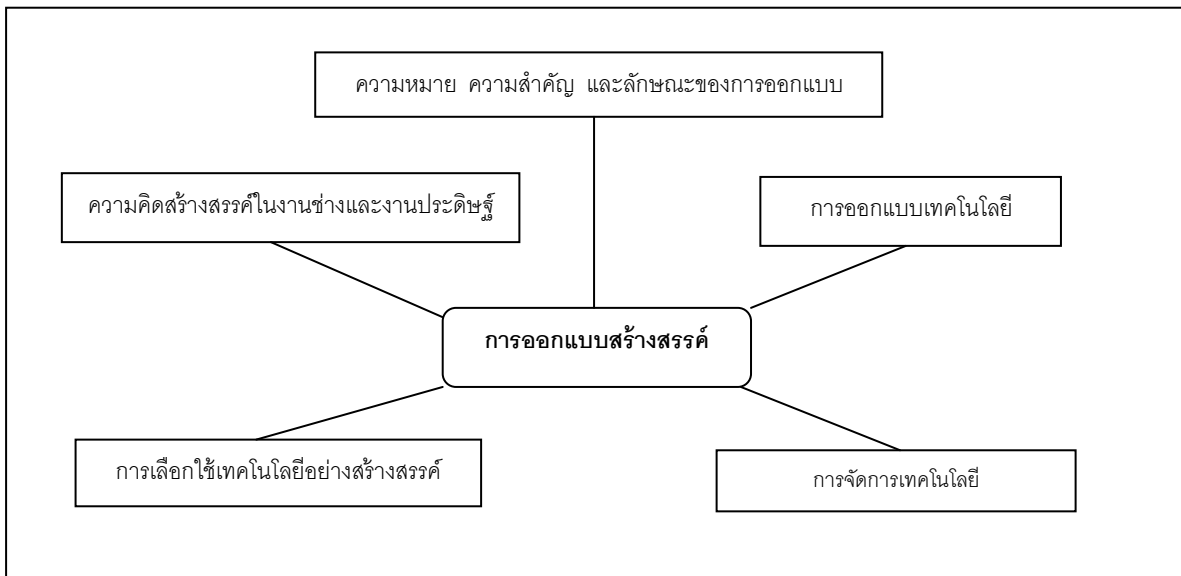 ความหมาย ความสำคัญ และลักษณะของการออกแบบ
ความคิดสร้างสรรค์ในงานช่างและงานประดิษฐ์
การออกแบบเทคโนโลยี
การออกแบบสร้างสรรค์
การเลือกใช้เทคโนโลยีอย่างสร้างสรรค์
การจัดการเทคโนโลยี